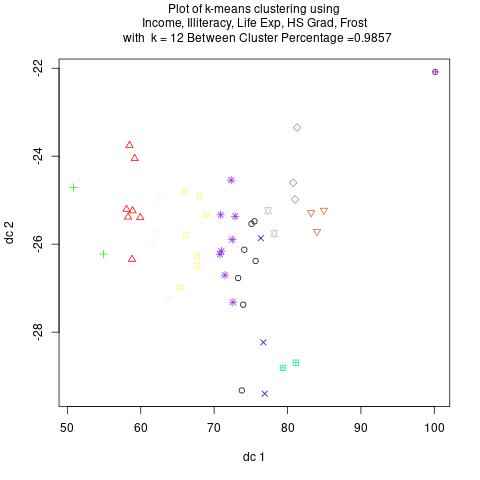 Plot of k-means clustering using
Income, Illiteracy, Life Exp, HS Grad, Frost
with k = 12 Between Cluster Percentage =0.9857
-22
-24
-26
-28
dc 2
50 60 70 80 90 100
dc 1